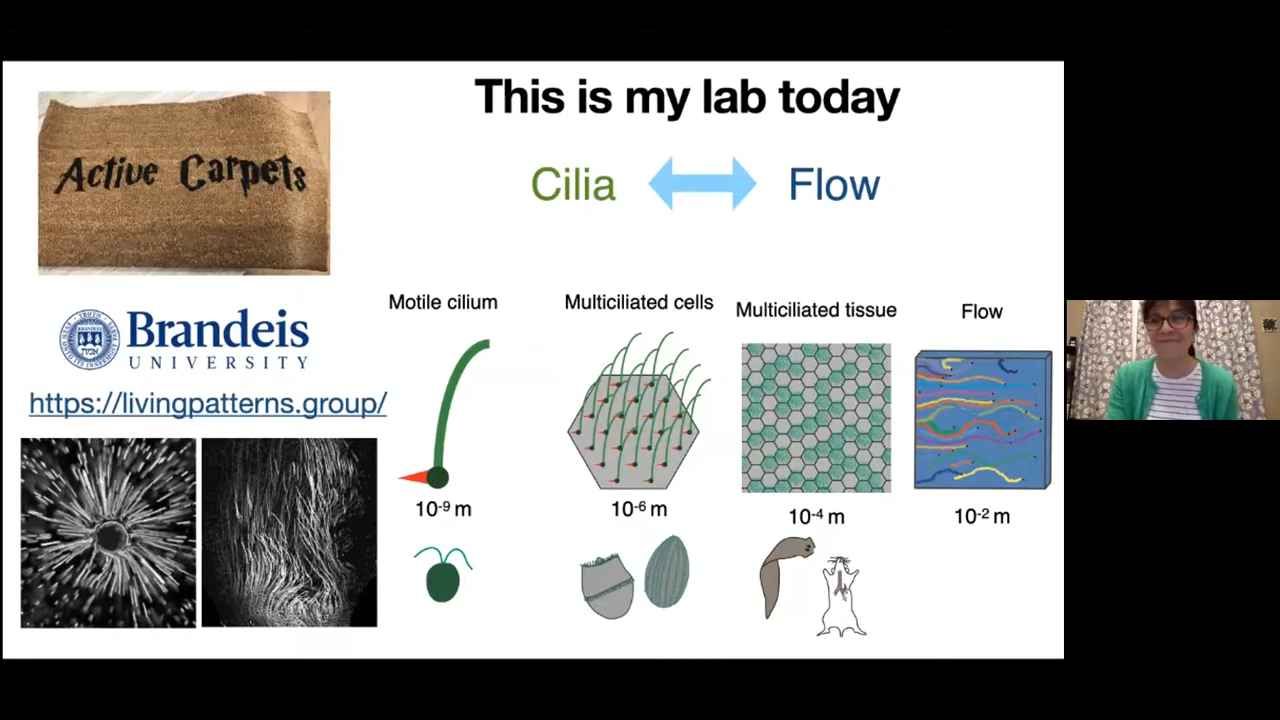 This is my lab today
Active Carpets
Cilia
Flow
Brandeis
UNIVERSITY
https://livingpatterns.group/
Motile cilium
Multiciliated cells
Multiciliated tissue
Flow
10-9 m
10-6 m
10-4 m
10-2 m